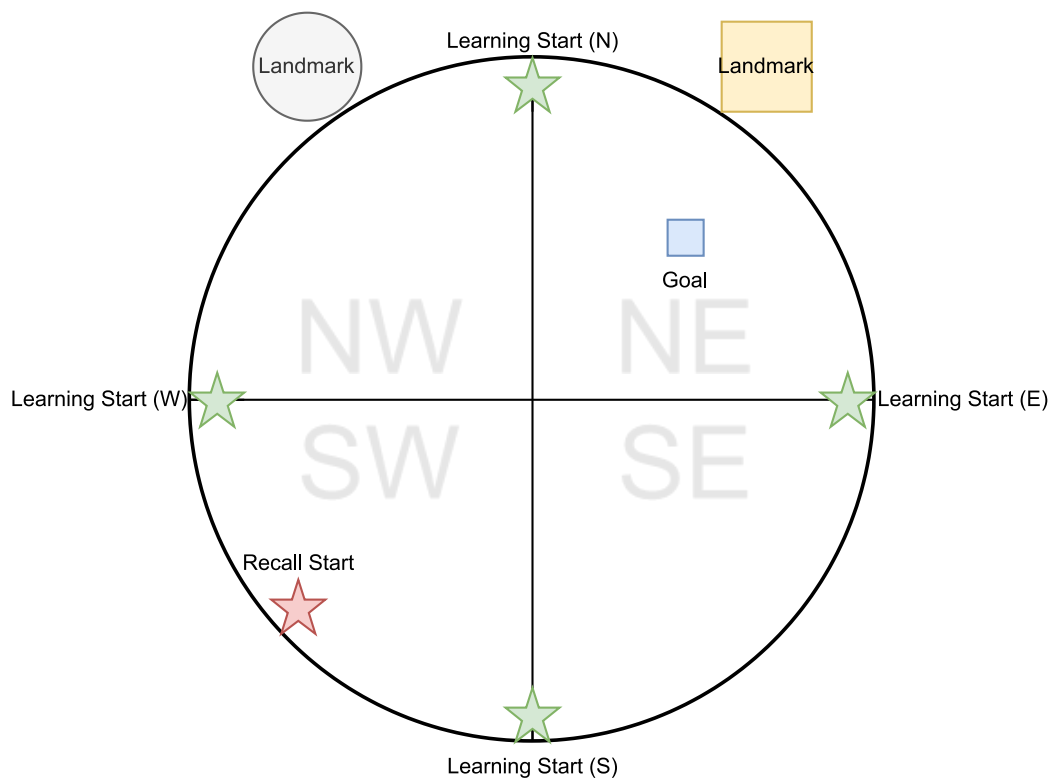 Learning Start (N)
Landmark
Landmark
Goal
NW
NE
Learning Start (W)
Learning Start (E)
SW
SE
Recall Start
Learning Start (S)